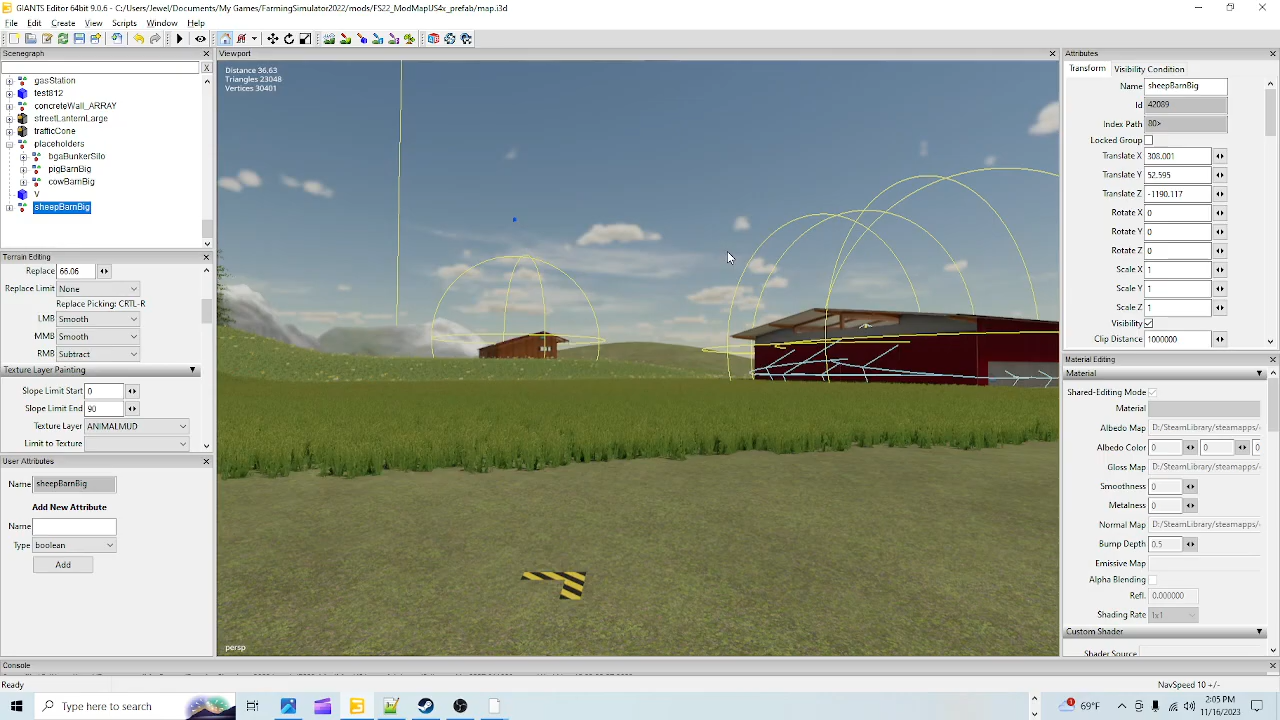 GIANTS Editor 64bit 9.0.6 - C:/Users/Jewel/Documents/My Games/FarmingSimulator2022/mods/FS22_ModMapUS4x_prefab/map.i3d
File Edit Create View Scripts Window Help
Scenegraph
X
gasStation
test812
concreteWall_ARRAY
streetLanternLarge
trafficCone
placeholders
bgaBunkerSilo
pigBarnBig
cowBarnBig
V
sheepBarnBig
Terrain Editing
Replace 66.06
Replace Limit None
Replace Picking: CRTL-R
LMB Smooth
MMB Smooth
RMB Subtract
Texture Layer Painting
Slope Limit Start 0
Slope Limit End 90
Texture Layer ANIMALMUD
Limit to Texture
User Attributes
Name sheepBarnBig
Add New Attribute
Name
Type boolean
Add
Viewport
Distance 36.63
Triangles 23048
Vertices 30401
persp
Attributes
Transform Visibility Condition
Name sheepBarnBig
Id 42089
Index Path 80>
Locked Group
Translate X 308.001
Translate Y 52.595
Translate Z -1190.117
Rotate X 0
Rotate Y 0
Rotate Z 0
Scale X 1
Scale Y 1
Scale Z 1
Visibility
Clip Distance 1000000
Material Editing
Material
Shared-Editing Mode
Material
Albedo Map D:/SteamLibrary/steamapps/
Albedo Color 0 0 0
Gloss Map D:/SteamLibrary/steamapps/
Smoothness 0
Metalness 0
Normal Map D:/SteamLibrary/steamapps/
Bump Depth 0.5
Emissive Map
Alpha Blending
Refl. 0.000000
Shading Rate 1x1
Custom Shader
Shader Source
Console
Ready
NavSpeed 10 +/-
Type here to search
69°F
2:05 PM
11/16/2023